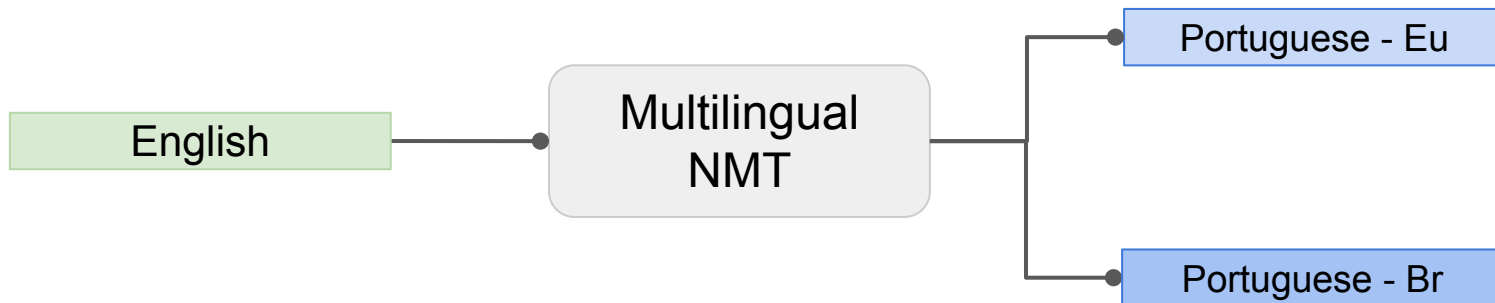 English
Multilingual
NMT
Portuguese - Eu
Portuguese - Br